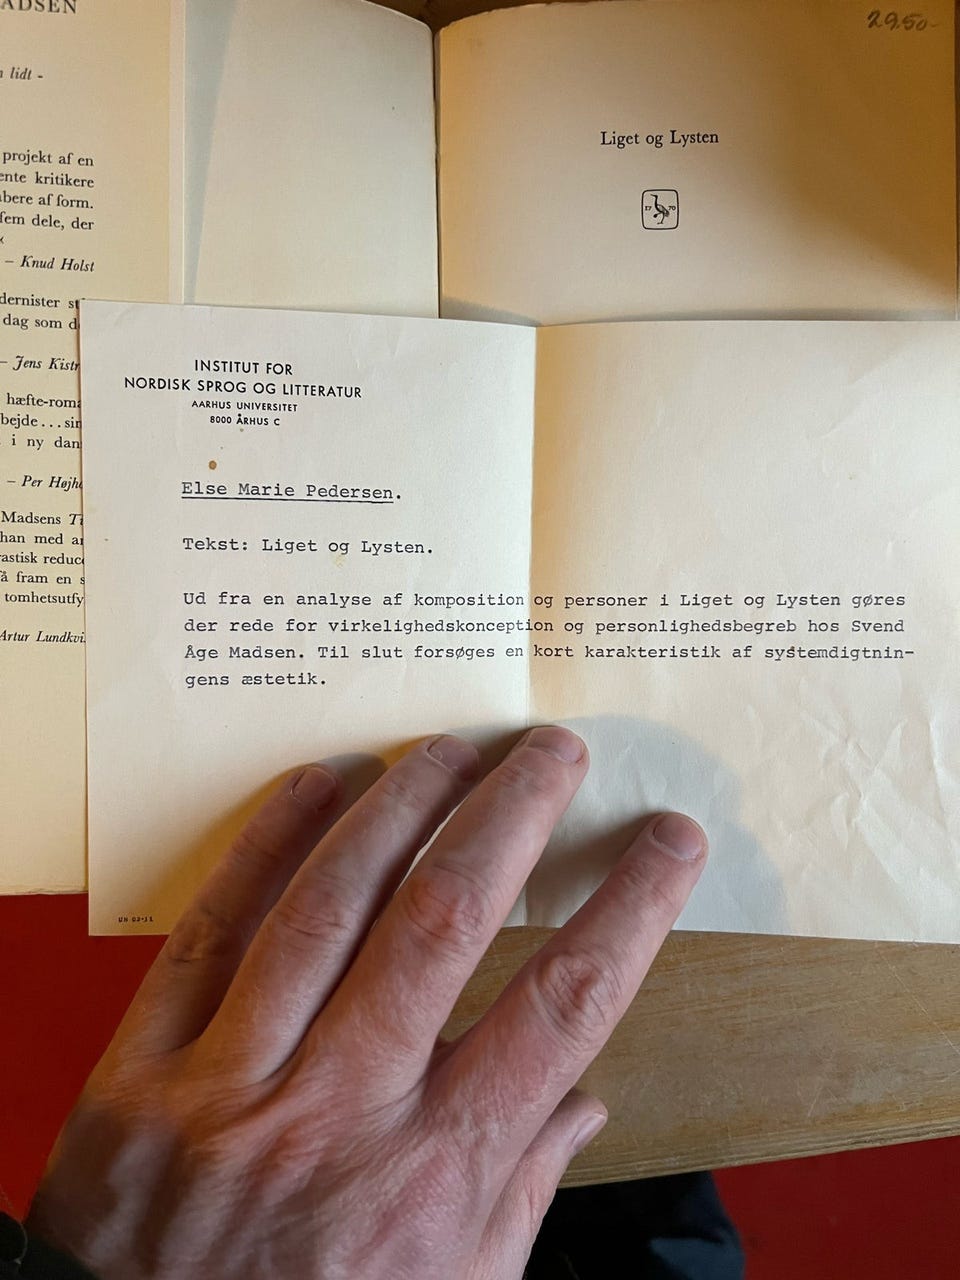 ADSEN
lidt -
projekt af en
ente kritikere
bere af form.
fem dele, der
– Knud Holst
dernister
dag som
– Jens
hæfte-roma
bejde...
i ny dan
– Per
Madsens
han med
astisk
få fram en
tomhetsutfy
Artur
29.50-
Liget og Lysten
17 70
INSTITUT FOR
NORDISK SPROG OG LITTERATUR
AARHUS UNIVERSITET
8000 ÅRHUS C
Else Marie Pedersen.
Tekst: Liget og Lysten.
Ud fra en analyse af komposition og personer i Liget og Lysten gøres
der rede for virkelighedskonception og personlighedsbegreb hos Svend
Åge Madsen. Til slut forsøges en kort karakteristik af systemdigtnin-
gens æstetik.